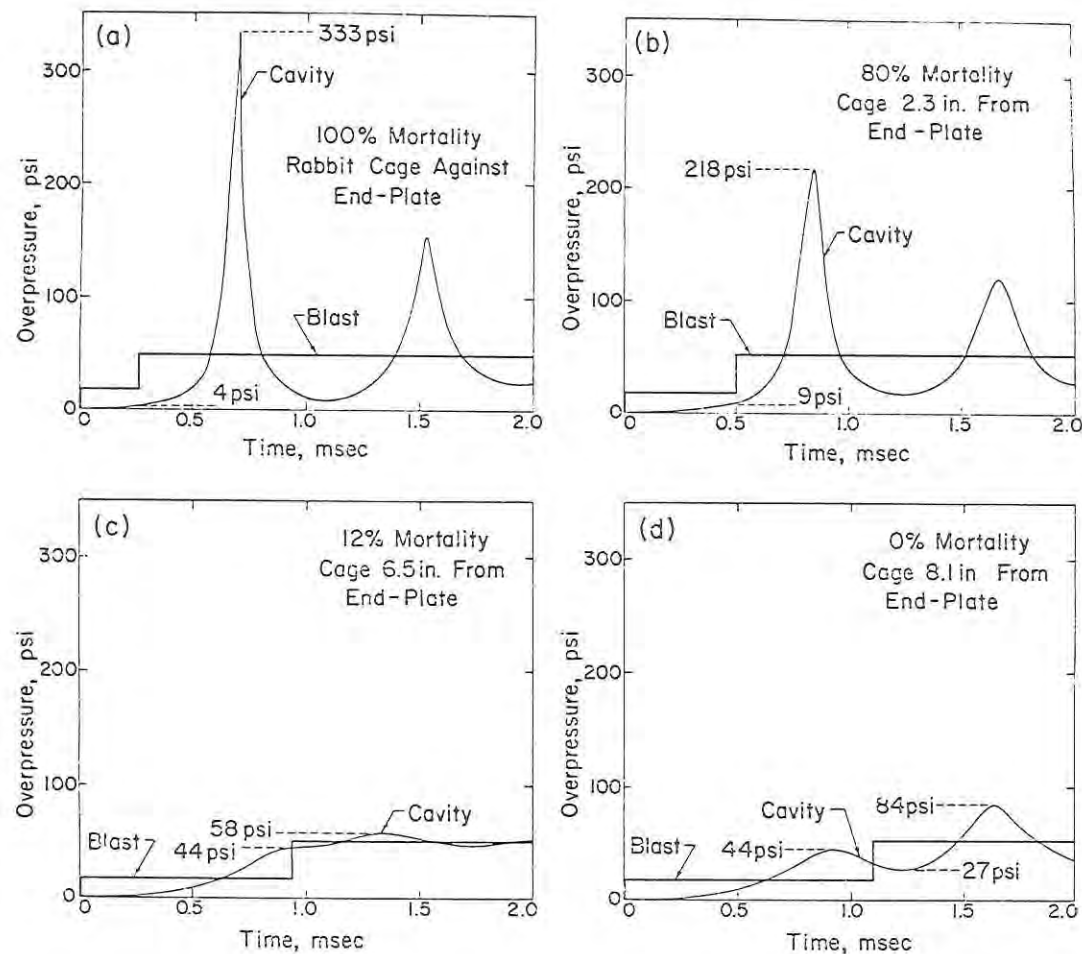 (a)
333 psi
Cavity
100% Mortality
Rabbit Cage Against
End-Plate
Blast
4 psi
300
200
100
0
Overpressure, psi
0
0.5
1.0
1.5
2.0
Time, msec
(b)
80% Mortality
Cage 2.3 in. From
End-Plate
218 psi
Cavity
Blast
9 psi
300
200
100
0
Overpressure, psi
0
0.5
1.0
1.5
2.0
Time, msec
(c)
12% Mortality
Cage 6.5 in. From
End-Plate
Cavity
58 psi
Blast
44 psi
300
200
100
0
Overpressure, psi
0
0.5
1.0
1.5
2.0
Time, msec
(d)
0% Mortality
Cage 8.1 in From
End-Plate
84 psi
Cavity
Blast
44 psi
27 psi
300
200
100
0
Overpressure, psi
0
0.5
1.0
1.5
2.0
Time, msec